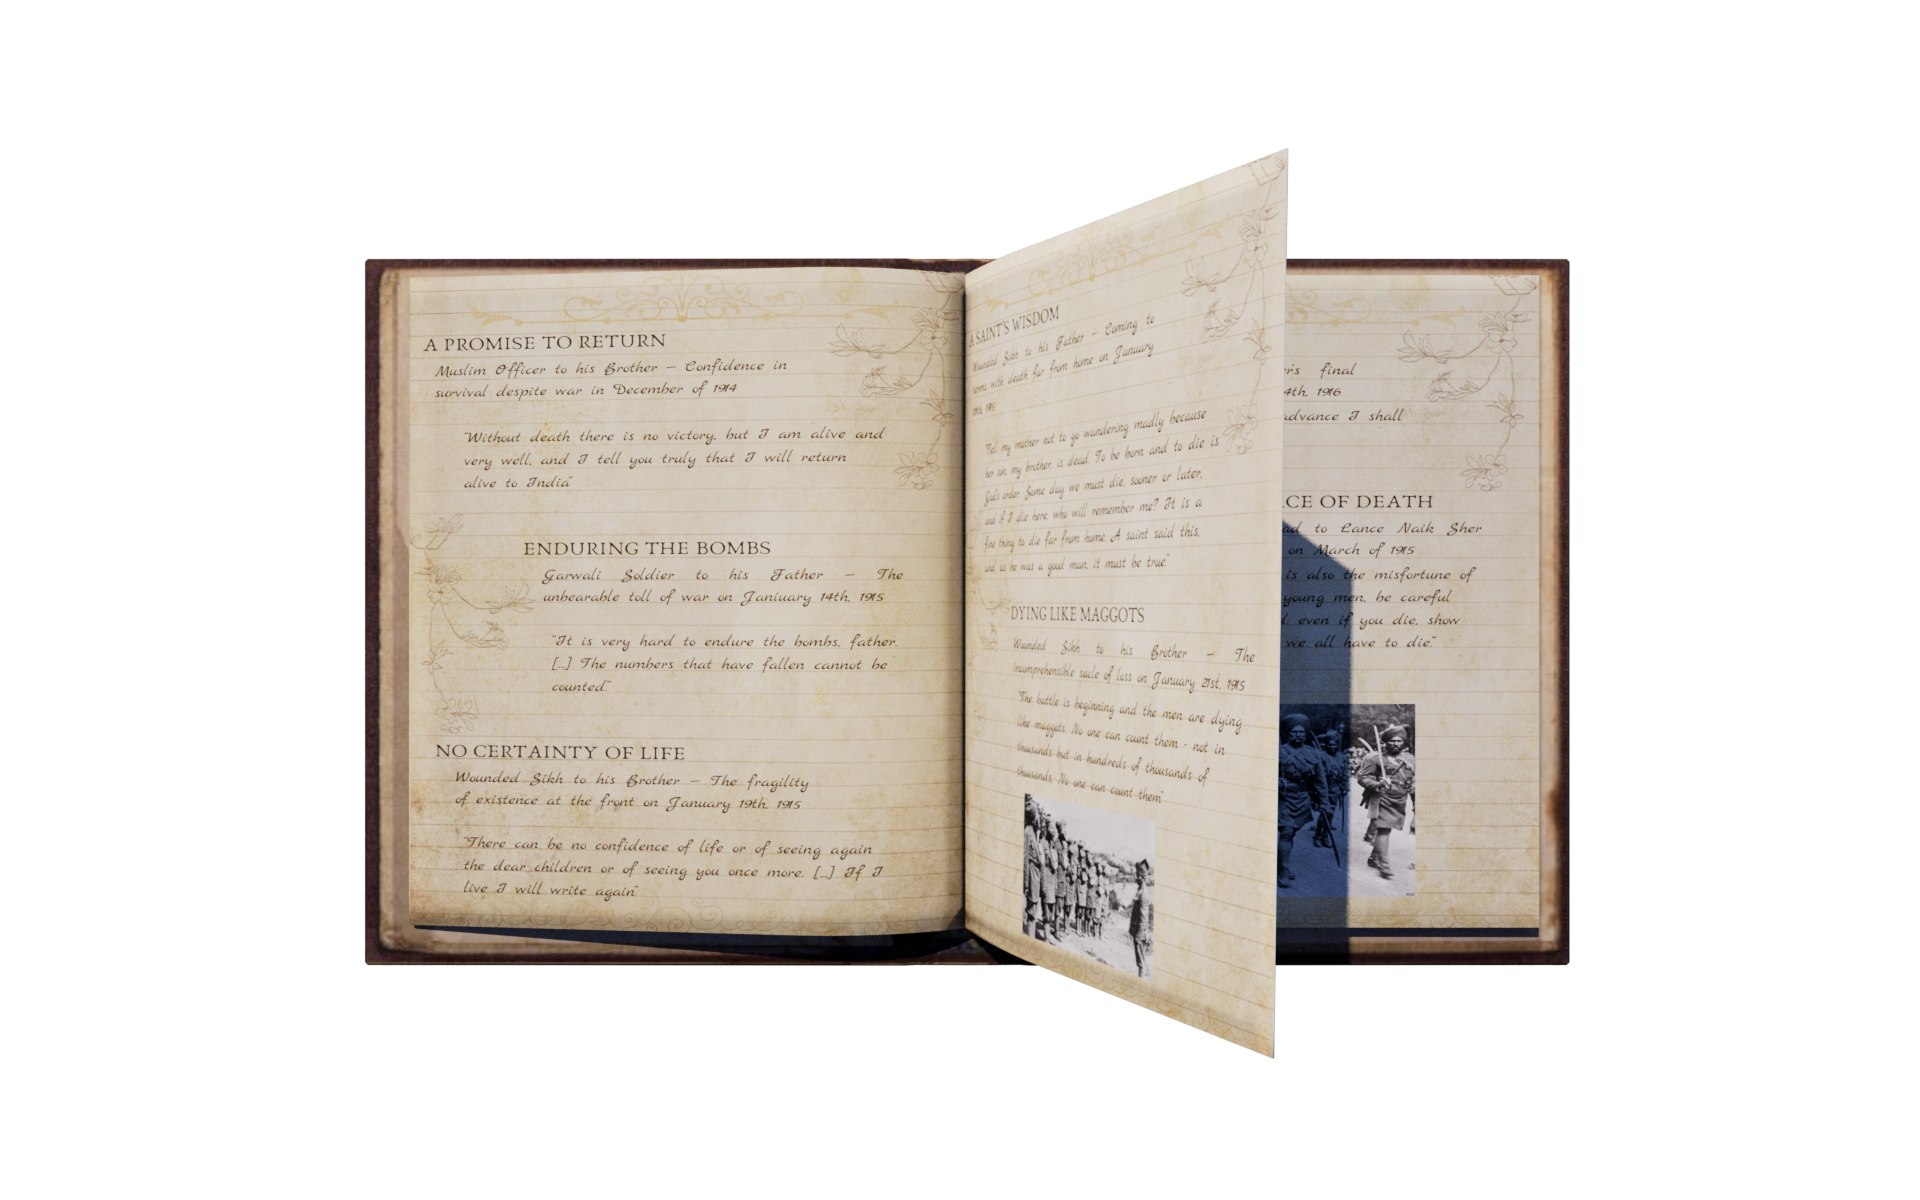 A PROMISE TO RETURN
Muslim Officer to his Brother – Confidence in
survival despite war in December of 1914
"Without death there is no victory, but I am alive and
very well, and I tell you truly that I will return
alive to India"
ENDURING THE BOMBS
Garwali Soldier to his Father – The
unbearable toll of war on Janiuary 14th, 1915
"It is very hard to endure the bombs, father.
[...] The numbers that have fallen cannot be
counted."
NO CERTAINTY OF LIFE
Wounded Sikh to his Brother – The fragility
of existence at the front on January 19th, 1915
"There can be no confidence of life or of seeing again
the dear children or of seeing you once more. [...] If I
live I will write again"
A SAINT'S WISDOM
Wounded Sikh to his Father – Coming to
terms with death far from home on January
1915
"Tell my mother not to go wandering madly because
her son, my brother, is dead. To be born and to die is
God's order. Some day we must die, sooner or later,
and if I die here, who will remember me? It is a
fine thing to die far from home. A saint said this,
and, as he was a good man, it must be true."
DYING LIKE MAGGOTS
Wounded Sikh to his Brother – The
incomprehensible sacle of loss on January 21st, 1915
"The battle is beginning and the men are dying
like maggots. No one can count them - not in
thousands but in hundreds of thousands of
thousands. No one can count them"
er's final
4th, 1916
advance I shall
CE OF DEATH
ad to Lance Naik Sher
on March of 1915
is also the misfortune of
young men, be careful
even if you die, show
we all have to die."